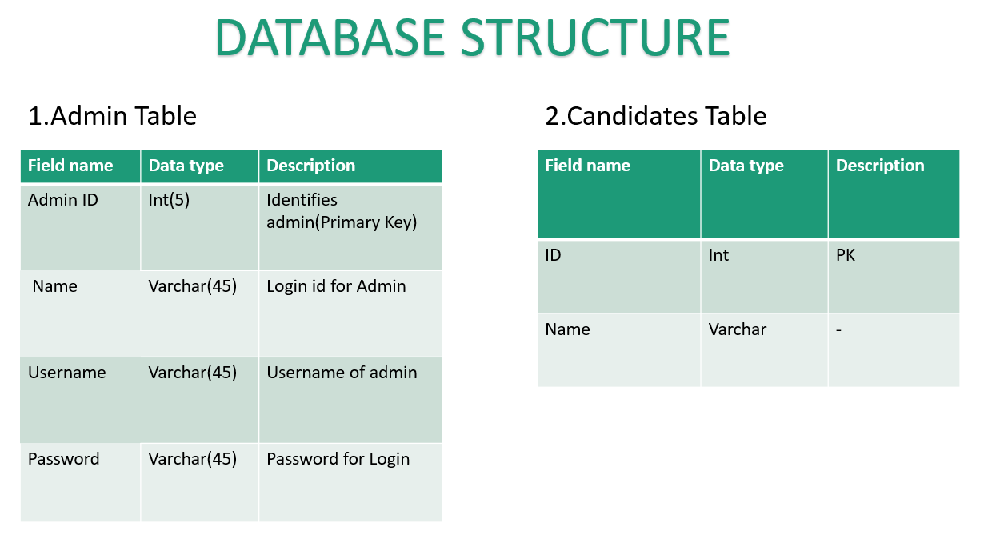 DATABASE STRUCTURE
1.Admin Table
Field name Data type Description
Admin ID Int(5) Identifies
admin(Primary Key)
Name Varchar(45) Login id for Admin
Username Varchar(45) Username of admin
Password Varchar(45) Password for Login
2.Candidates Table
Field name Data type Description
ID Int PK
Name Varchar -